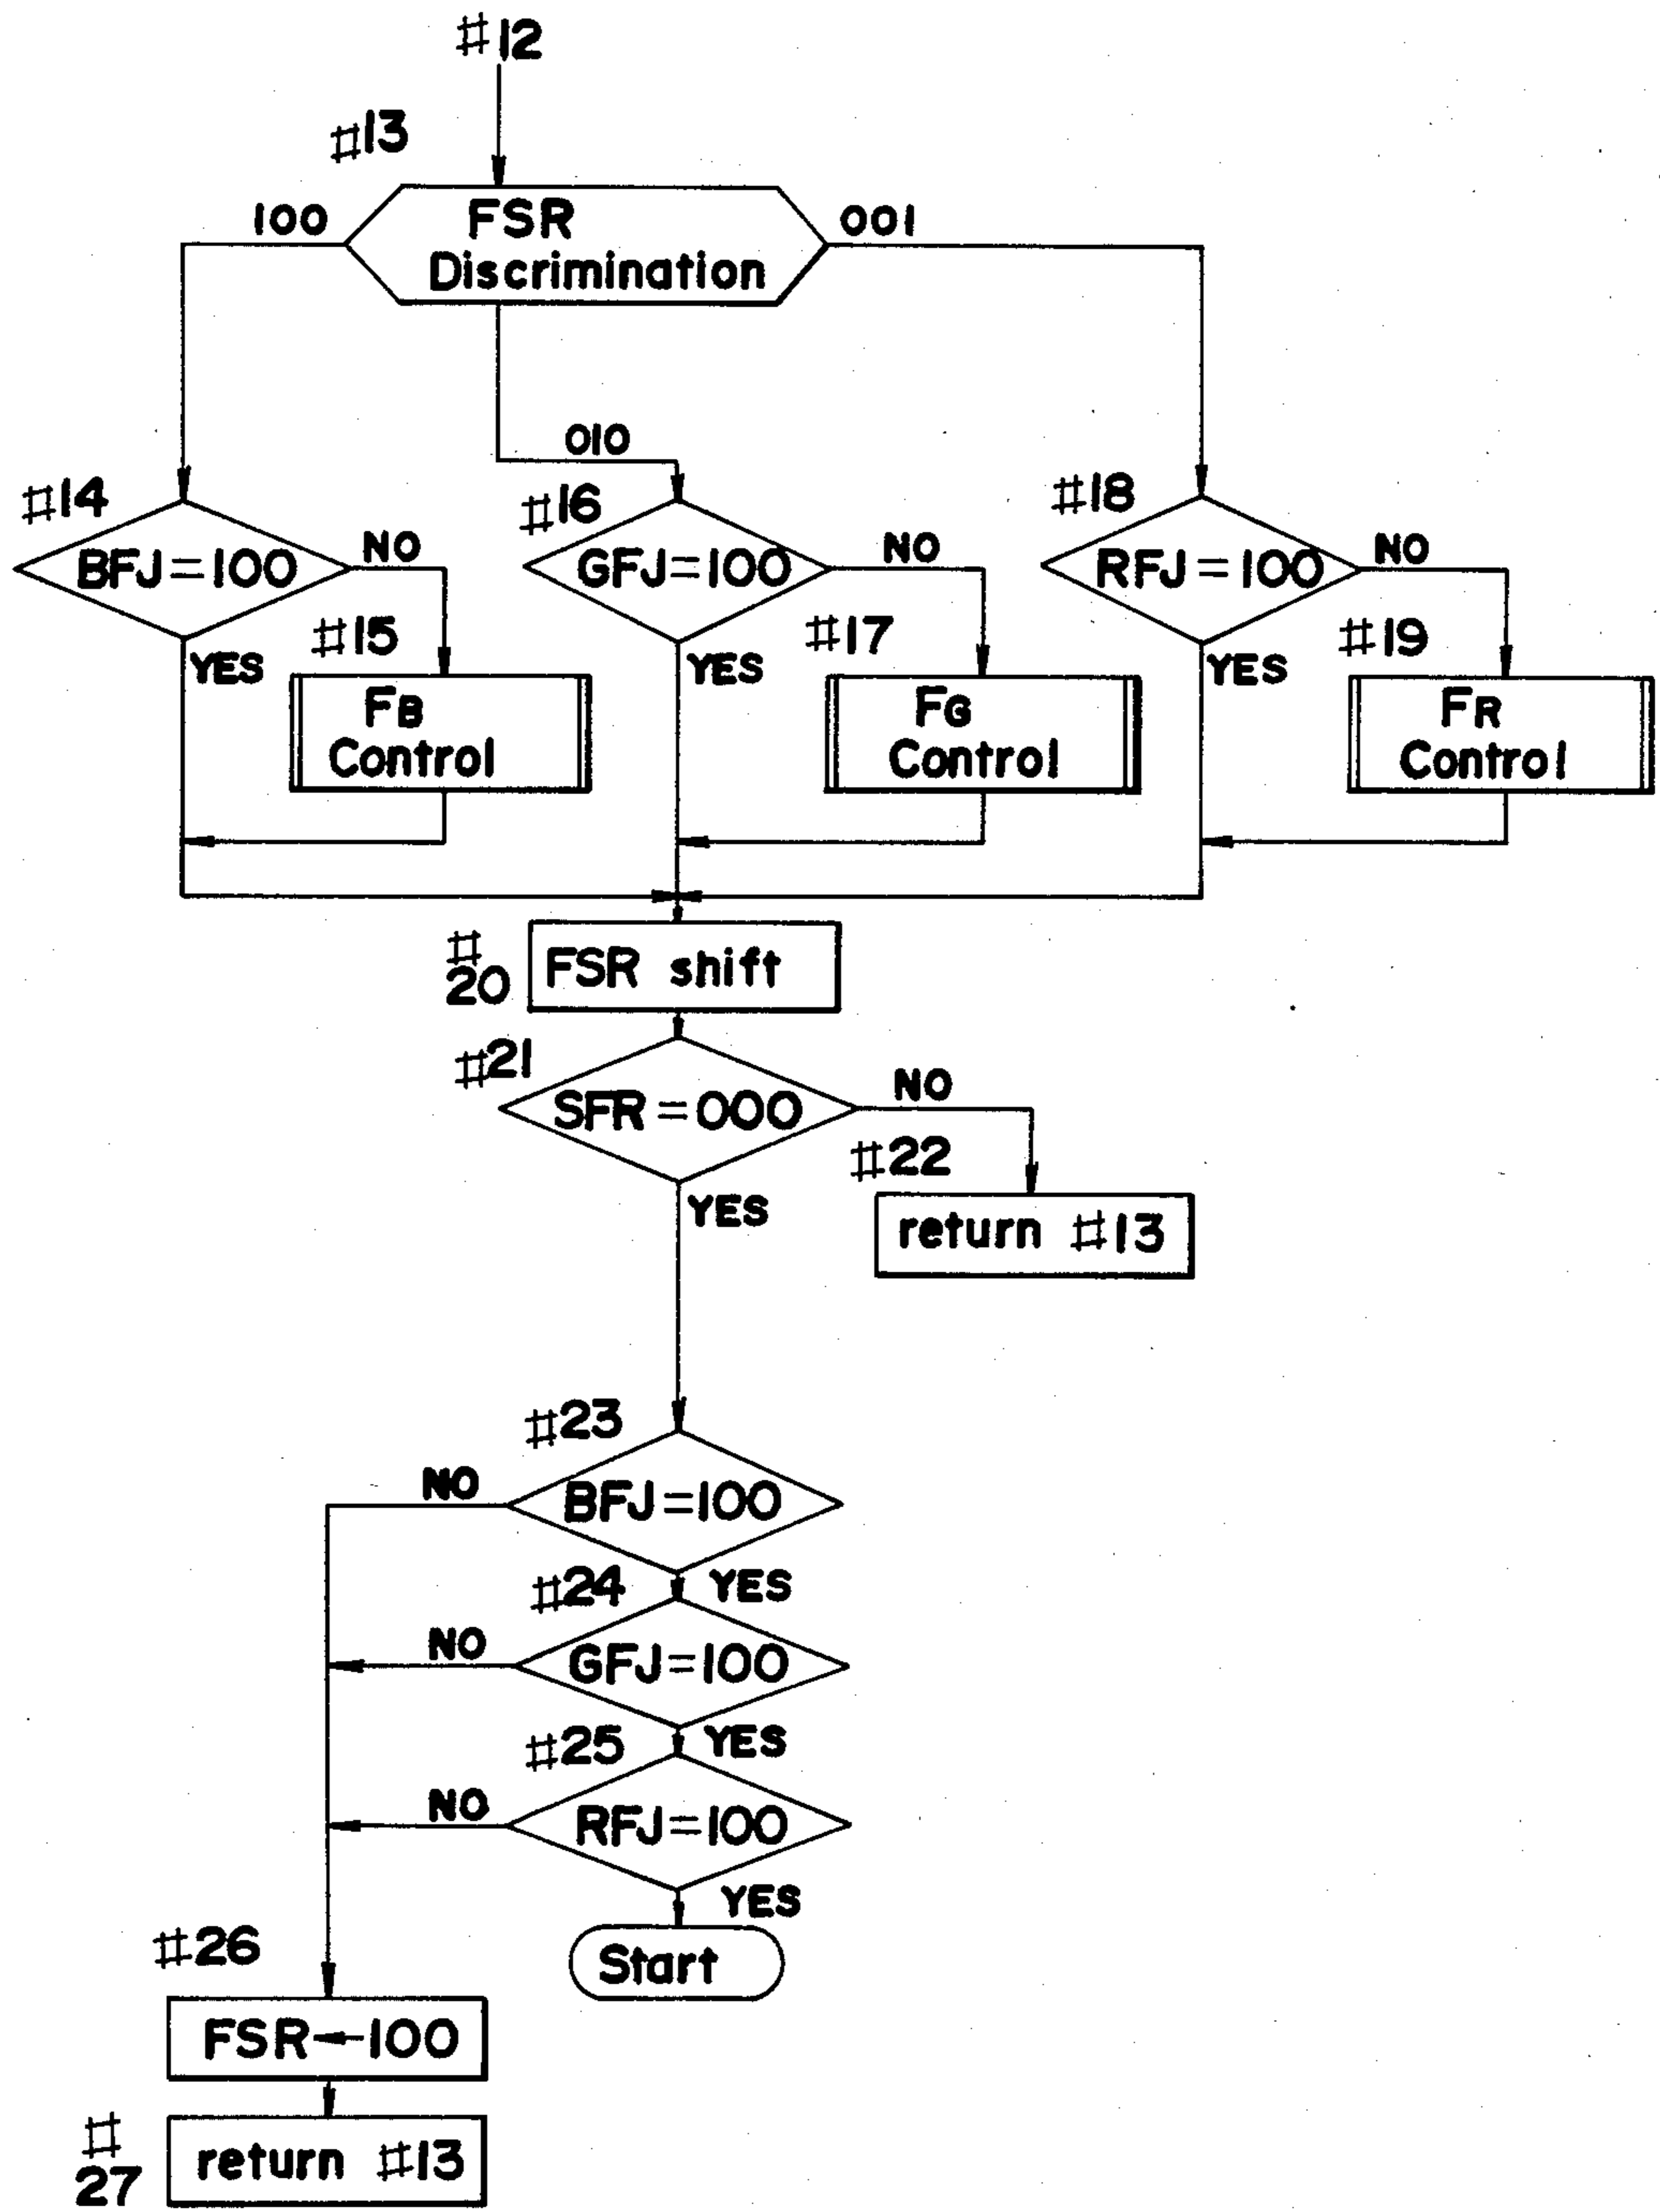 #12
#13
100
FSR
Discrimination
001
010
#14
BFJ=100
NO
YES
#15
FB
Control
#16
GFJ=100
NO
YES
#17
FG
Control
#18
RFJ=100
NO
YES
#19
FR
Control
#
20
FSR shift
#21
SFR=000
NO
YES
#22
return #13
#23
BFJ=100
NO
YES
#24
GFJ=100
NO
YES
#25
RFJ=100
NO
YES
Start
#26
FSR←100
#
27
return #13